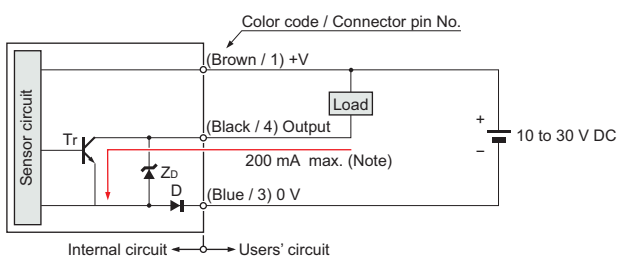 Color code / Connector pin No.
(Brown / 1) +V
Load
Sensor circuit
Tr
(Black / 4) Output
+
10 to 30 V DC
−
200 mA max. (Note)
ZD
D
(Blue / 3) 0 V
Internal circuit
Users' circuit